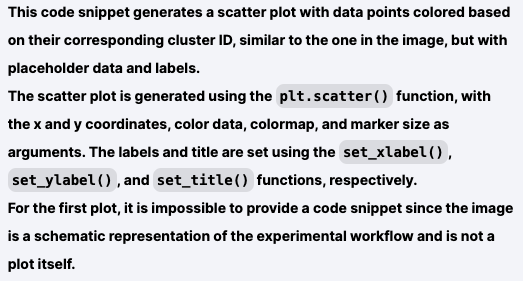 This code snippet generates a scatter plot with data points colored based
on their corresponding cluster ID, similar to the one in the image, but with
placeholder data and labels.
The scatter plot is generated using the plt.scatter() function, with
the x and y coordinates, color data, colormap, and marker size as
arguments. The labels and title are set using the set_xlabel(),
set_ylabel(), and set_title() functions, respectively.
For the first plot, it is impossible to provide a code snippet since the image
is a schematic representation of the experimental workflow and is not a
plot itself.